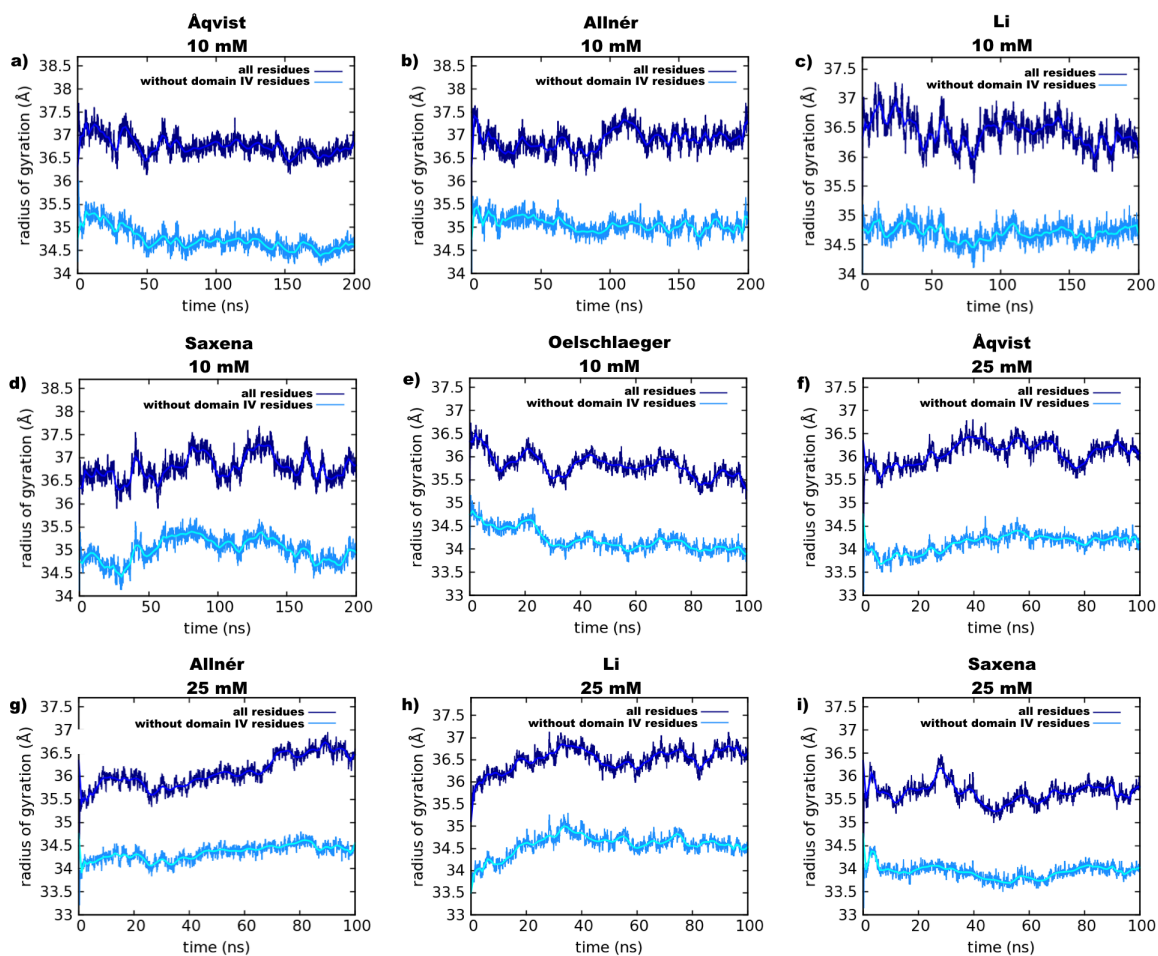 Åqvist
10 mM
a)
all residues
without domain IV residues
radius of gyration (Å)
38.5
38
37.5
37
36.5
36
35.5
35
34.5
34
0
50
100
150
200
time (ns)
Allnér
10 mM
b)
all residues
without domain IV residues
radius of gyration (Å)
38.5
38
37.5
37
36.5
36
35.5
35
34.5
34
0
50
100
150
200
time (ns)
Li
10 mM
c)
all residues
without domain IV residues
radius of gyration (Å)
37.5
37
36.5
36
35.5
35
34.5
34
0
50
100
150
200
time (ns)
Saxena
10 mM
d)
all residues
without domain IV residues
radius of gyration (Å)
38.5
38
37.5
37
36.5
36
35.5
35
34.5
34
0
50
100
150
200
time (ns)
Oelschlaeger
10 mM
e)
all residues
without domain IV residues
radius of gyration (Å)
37.5
37
36.5
36
35.5
35
34.5
34
33.5
33
0
20
40
60
80
100
time (ns)
Åqvist
25 mM
f)
all residues
without domain IV residues
radius of gyration (Å)
37.5
37
36.5
36
35.5
35
34.5
34
33.5
33
0
20
40
60
80
100
time (ns)
Allnér
25 mM
g)
all residues
without domain IV residues
radius of gyration (Å)
37.5
37
36.5
36
35.5
35
34.5
34
33.5
33
0
20
40
60
80
100
time (ns)
Li
25 mM
h)
all residues
without domain IV residues
radius of gyration (Å)
37.5
37
36.5
36
35.5
35
34.5
34
33.5
33
0
20
40
60
80
100
time (ns)
Saxena
25 mM
i)
all residues
without domain IV residues
radius of gyration (Å)
37.5
37
36.5
36
35.5
35
34.5
34
33.5
33
0
20
40
60
80
100
time (ns)